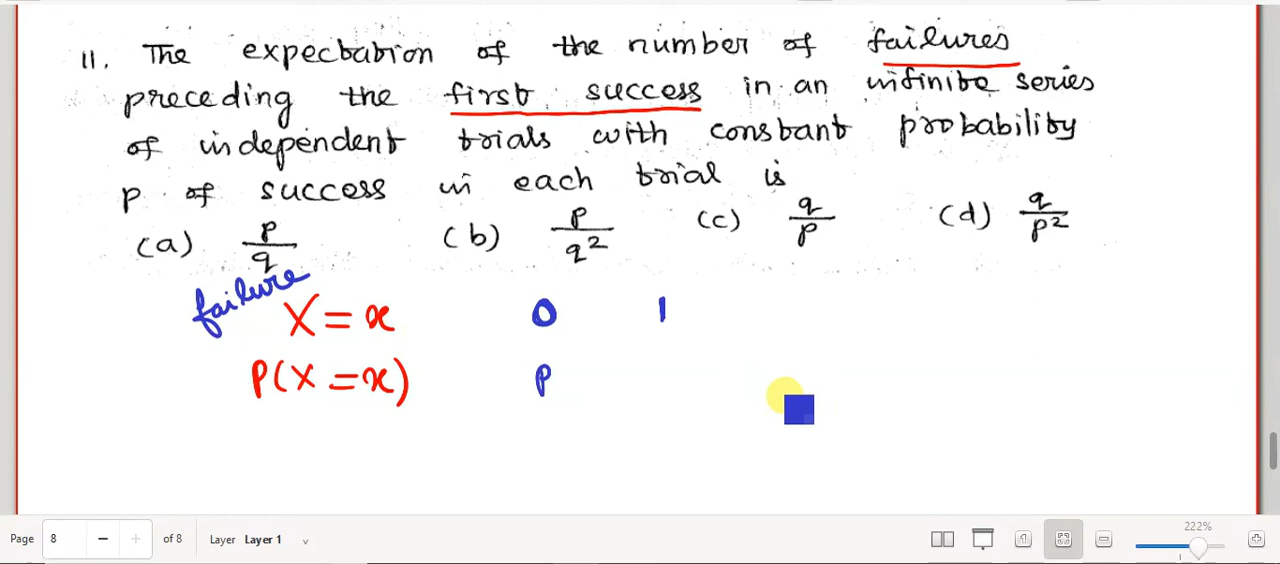 11. The expectation of the number of failures
preceding the first success in an infinite series
of independent trials with constant probability
p of success in each trial is
(a) p/q (b) p/q² (c) q/p (d) q/p²
failure
X = x 0 1
P(X = x) p
Page 8 of 8 Layer Layer 1 222%